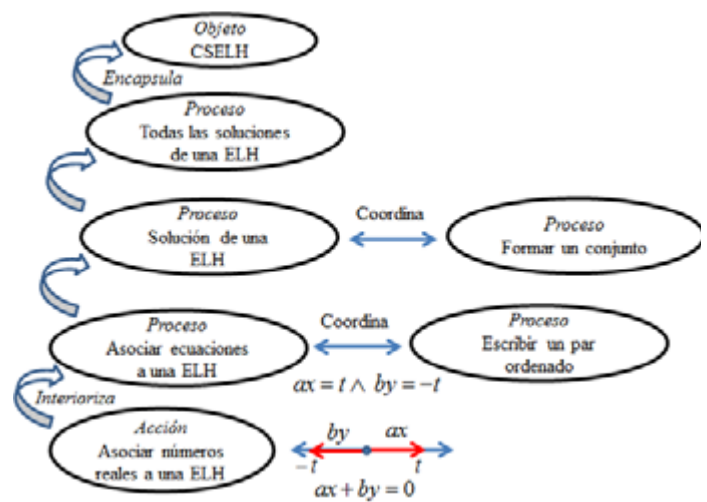 Objeto
CSELH
Encapsula
Proceso
Todas las soluciones
de una ELH
Proceso
Solución de una
ELH
Coordina
Proceso
Formar un conjunto
Proceso
Asociar ecuaciones
a una ELH
Coordina
Proceso
Escribir un par
ordenado
ax = t ∧ by = −t
Interioriza
Acción
Asociar números
reales a una ELH
by ax
−t t
ax + by = 0